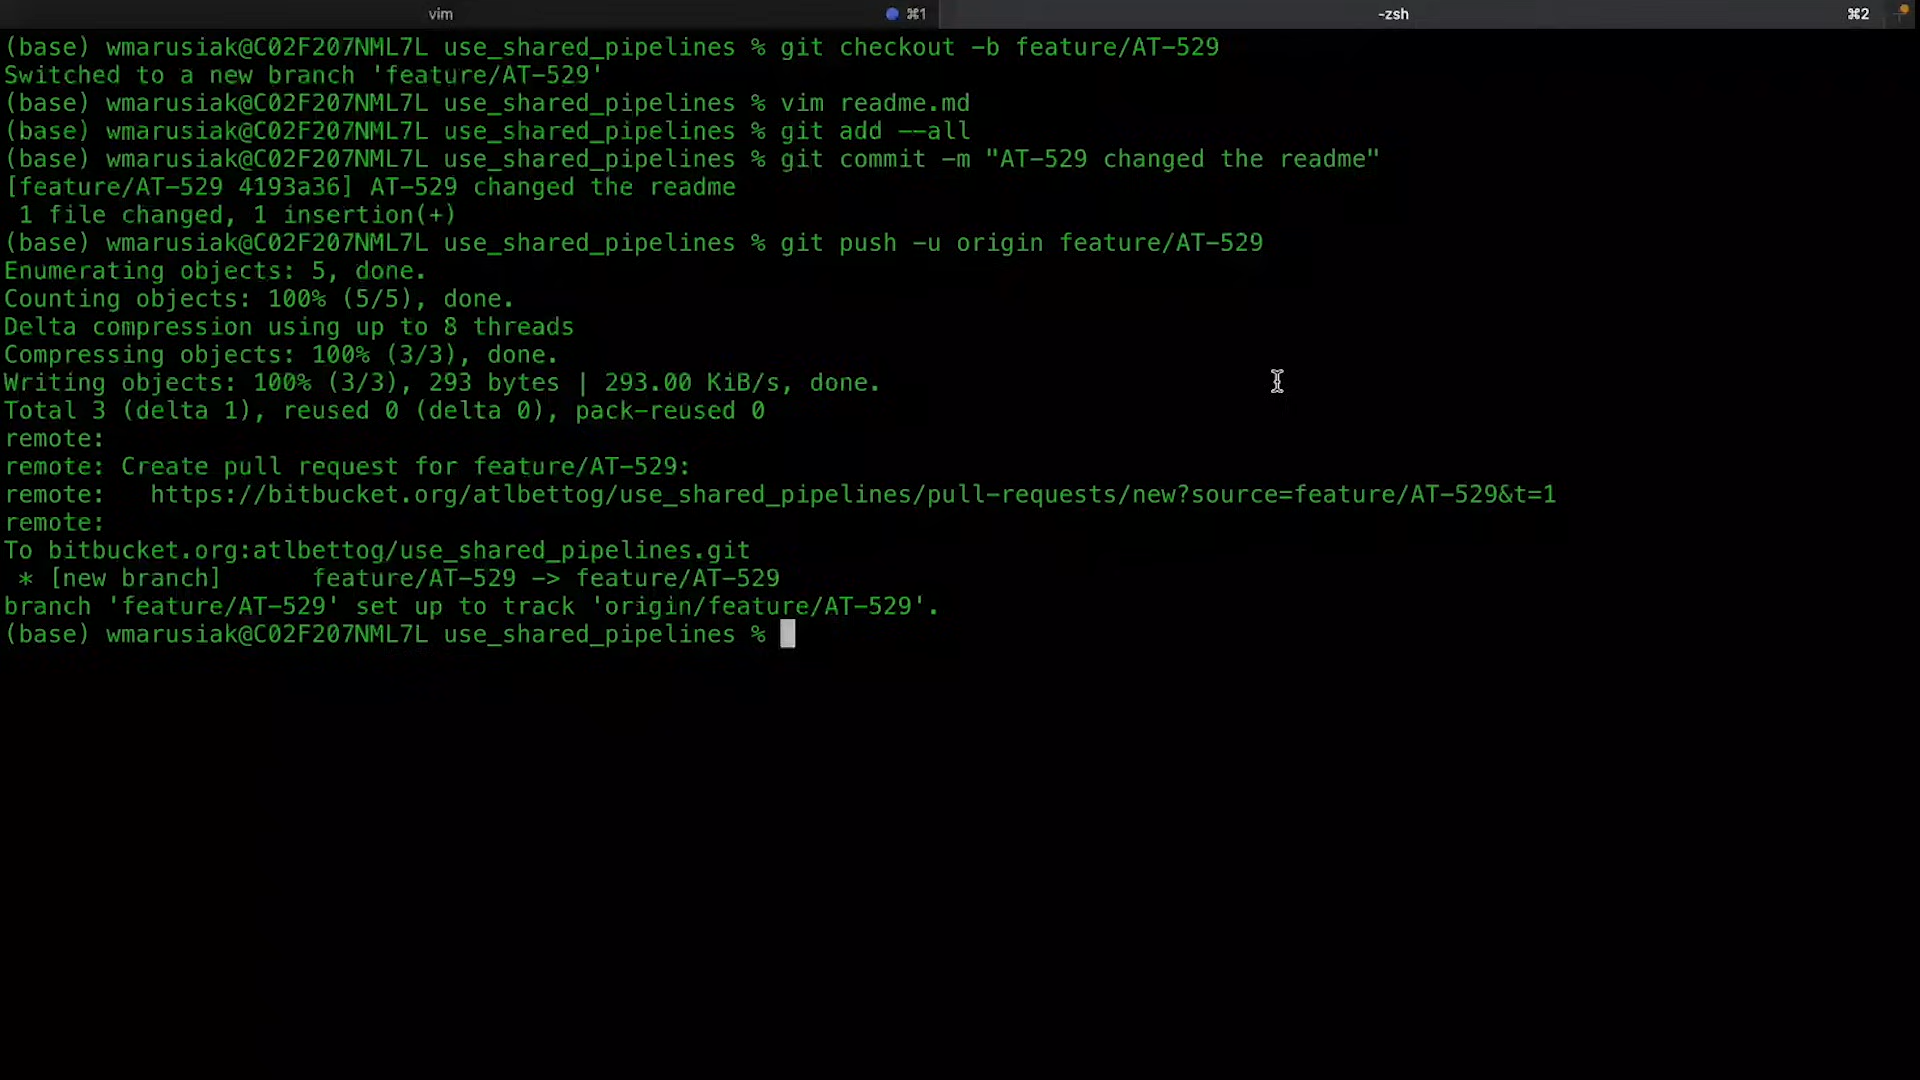 vim ⌘1 -zsh ⌘2
(base) wmarusiak@C02F207NML7L use_shared_pipelines % git checkout -b feature/AT-529
Switched to a new branch 'feature/AT-529'
(base) wmarusiak@C02F207NML7L use_shared_pipelines % vim readme.md
(base) wmarusiak@C02F207NML7L use_shared_pipelines % git add --all
(base) wmarusiak@C02F207NML7L use_shared_pipelines % git commit -m "AT-529 changed the readme"
[feature/AT-529 4193a36] AT-529 changed the readme
 1 file changed, 1 insertion(+)
(base) wmarusiak@C02F207NML7L use_shared_pipelines % git push -u origin feature/AT-529
Enumerating objects: 5, done.
Counting objects: 100% (5/5), done.
Delta compression using up to 8 threads
Compressing objects: 100% (3/3), done.
Writing objects: 100% (3/3), 293 bytes | 293.00 KiB/s, done.
Total 3 (delta 1), reused 0 (delta 0), pack-reused 0
remote:
remote: Create pull request for feature/AT-529:
remote:   https://bitbucket.org/atlbettog/use_shared_pipelines/pull-requests/new?source=feature/AT-529&t=1
remote:
To bitbucket.org:atlbettog/use_shared_pipelines.git
 * [new branch]      feature/AT-529 -> feature/AT-529
branch 'feature/AT-529' set up to track 'origin/feature/AT-529'.
(base) wmarusiak@C02F207NML7L use_shared_pipelines %